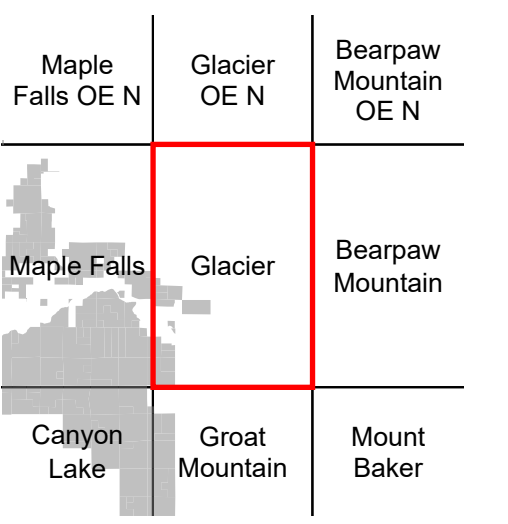 Maple
Falls OE N
Glacier
OE N
Bearpaw
Mountain
OE N
Maple Falls
Glacier
Bearpaw
Mountain
Canyon
Lake
Groat
Mountain
Mount
Baker